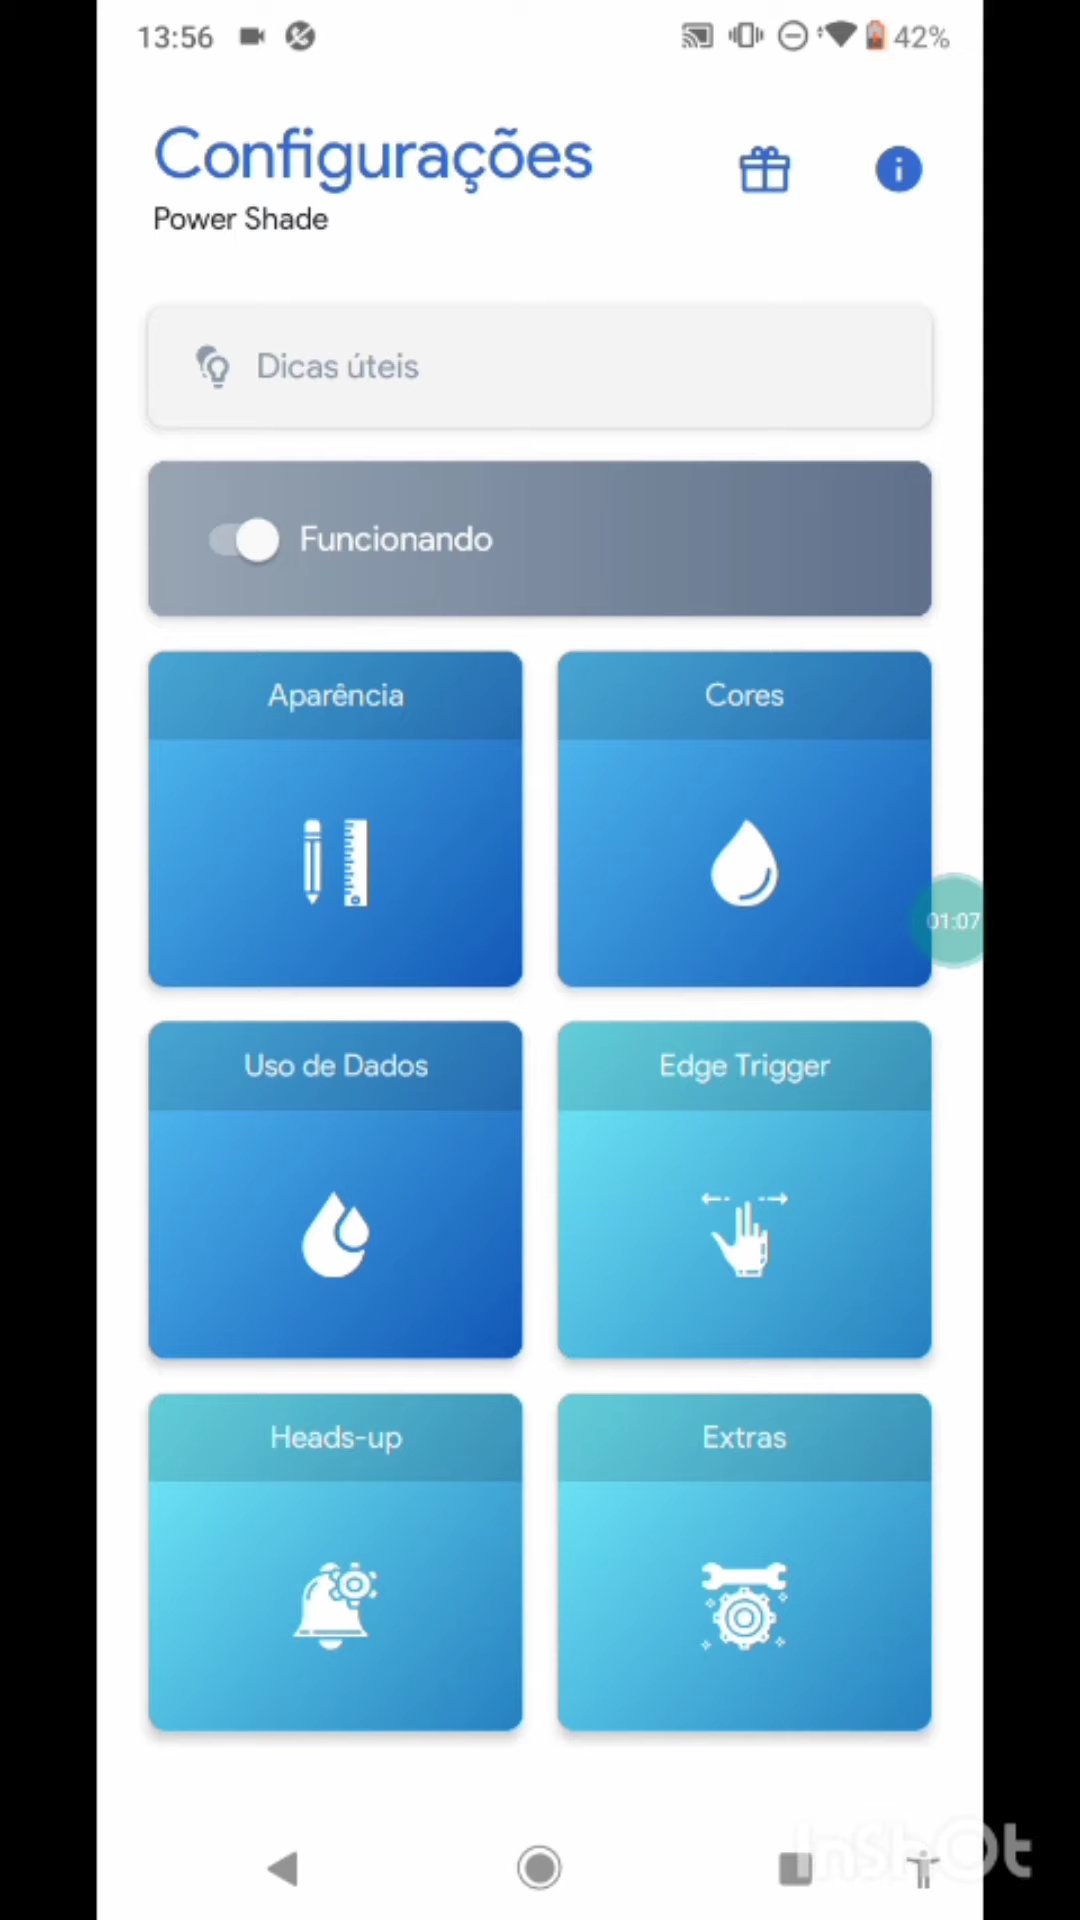 13:56
42%
Configurações
Power Shade
Dicas úteis
Funcionando
Aparência
Cores
01:07
Uso de Dados
Edge Trigger
Heads-up
Extras
InShOt